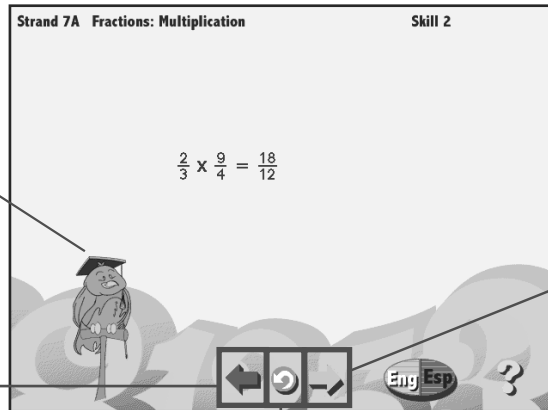 Strand 7A Fractions: Multiplication Skill 2
2/3 x 9/4 = 18/12
Eng Esp ?